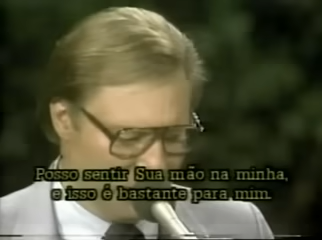 Posso sentir Sua mão na minha,
e isso é bastante para mim.